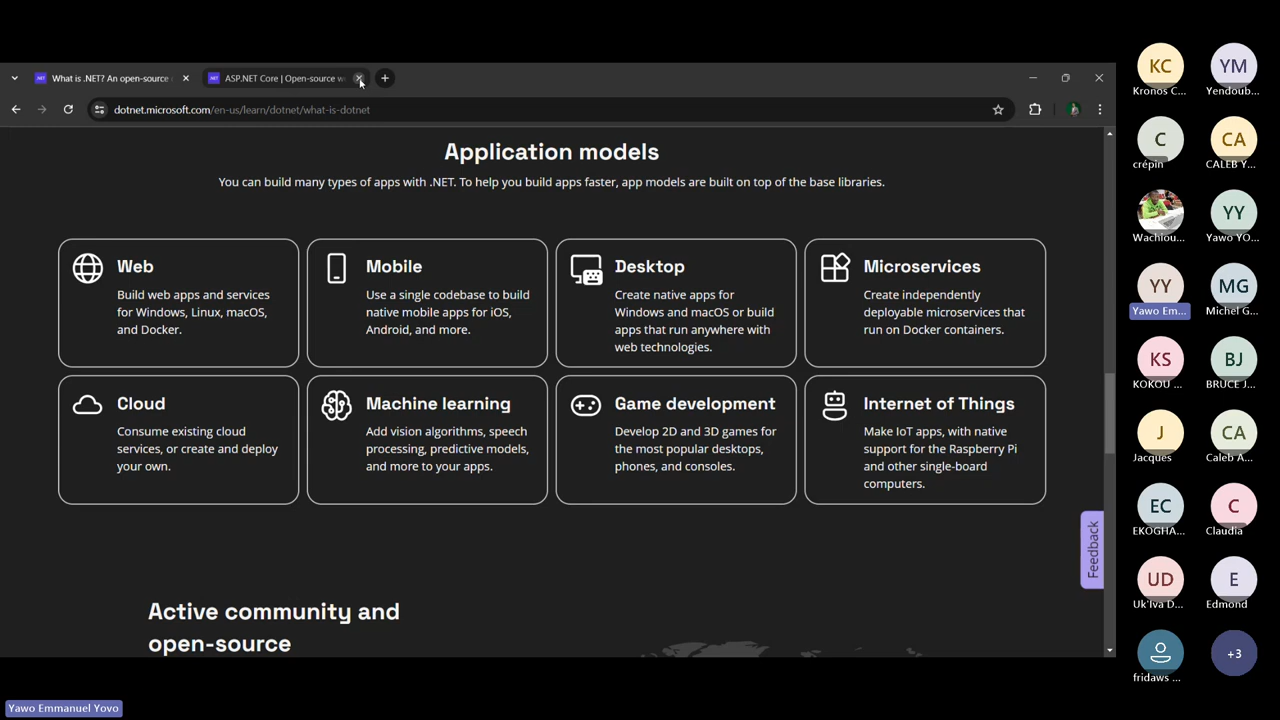 What is .NET? An open-source
ASP.NET Core | Open-source w
dotnet.microsoft.com/en-us/learn/dotnet/what-is-dotnet
Application models
You can build many types of apps with .NET. To help you build apps faster, app models are built on top of the base libraries.
Web
Build web apps and services
for Windows, Linux, macOS,
and Docker.
Mobile
Use a single codebase to build
native mobile apps for iOS,
Android, and more.
Desktop
Create native apps for
Windows and macOS or build
apps that run anywhere with
web technologies.
Microservices
Create independently
deployable microservices that
run on Docker containers.
Cloud
Consume existing cloud
services, or create and deploy
your own.
Machine learning
Add vision algorithms, speech
processing, predictive models,
and more to your apps.
Game development
Develop 2D and 3D games for
the most popular desktops,
phones, and consoles.
Internet of Things
Make IoT apps, with native
support for the Raspberry Pi
and other single-board
computers.
Feedback
Active community and
open-source
KC
Kronos C...
YM
Yendoub...
C
crépin
CA
CALEB Y...
Wachiou...
YY
Yawo YO...
YY
Yawo Em...
MG
Michel G...
KS
KOKOU ...
BJ
BRUCE J...
J
Jacques
CA
Caleb A...
EC
EKOGHA...
C
Claudia
UD
Uk'Iva D...
E
Edmond
fridaws ...
+3
Yawo Emmanuel Yovo